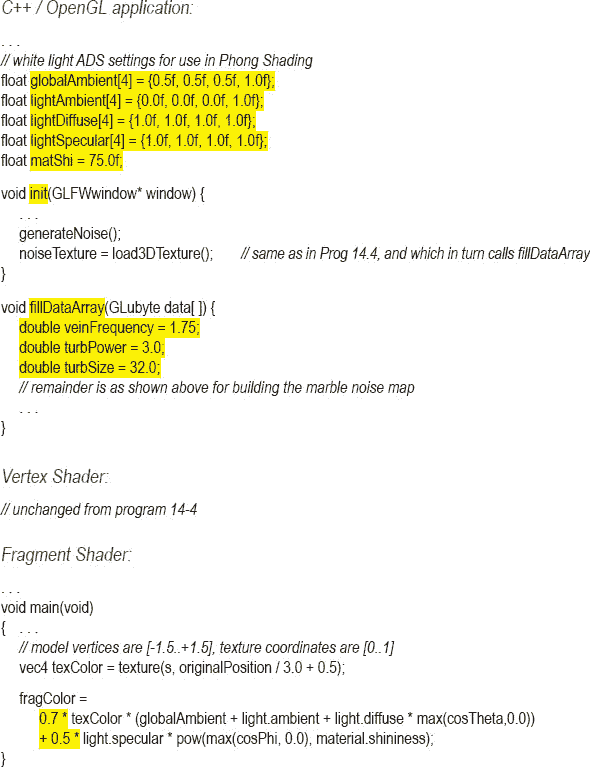 C++ / OpenGL application:
. . .
// white light ADS settings for use in Phong Shading
float globalAmbient[4] = {0.5f, 0.5f, 0.5f, 1.0f};
float lightAmbient[4] = {0.0f, 0.0f, 0.0f, 1.0f};
float lightDiffuse[4] = {1.0f, 1.0f, 1.0f, 1.0f};
float lightSpecular[4] = {1.0f, 1.0f, 1.0f, 1.0f};
float matShi = 75.0f;
void init(GLFWwindow* window) {
. . .
generateNoise();
noiseTexture = load3DTexture(); // same as in Prog 14.4, and which in turn calls fillDataArray
}
void fillDataArray(GLubyte data[ ]) {
double veinFrequency = 1.75;
double turbPower = 3.0;
double turbSize = 32.0;
// remainder is as shown above for building the marble noise map
. . .
}
Vertex Shader:
// unchanged from program 14-4
Fragment Shader:
. . .
void main(void)
{ . . .
// model vertices are [-1.5..+1.5], texture coordinates are [0..1]
vec4 texColor = texture(s, originalPosition / 3.0 + 0.5);
fragColor =
0.7 * texColor * (globalAmbient + light.ambient + light.diffuse * max(cosTheta,0.0))
+ 0.5 * light.specular * pow(max(cosPhi, 0.0), material.shininess);
}